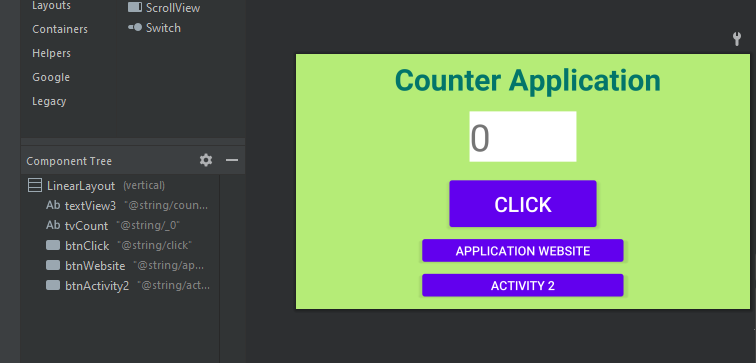 Layouts
ScrollView
Containers
Switch
Helpers
Google
Legacy
Component Tree
LinearLayout (vertical)
Ab textView3 "@string/coun...
Ab tvCount "@string/_0"
btnClick "@string/click"
btnWebsite "@string/ap...
btnActivity2 "@string/act...
Counter Application
0
CLICK
APPLICATION WEBSITE
ACTIVITY 2